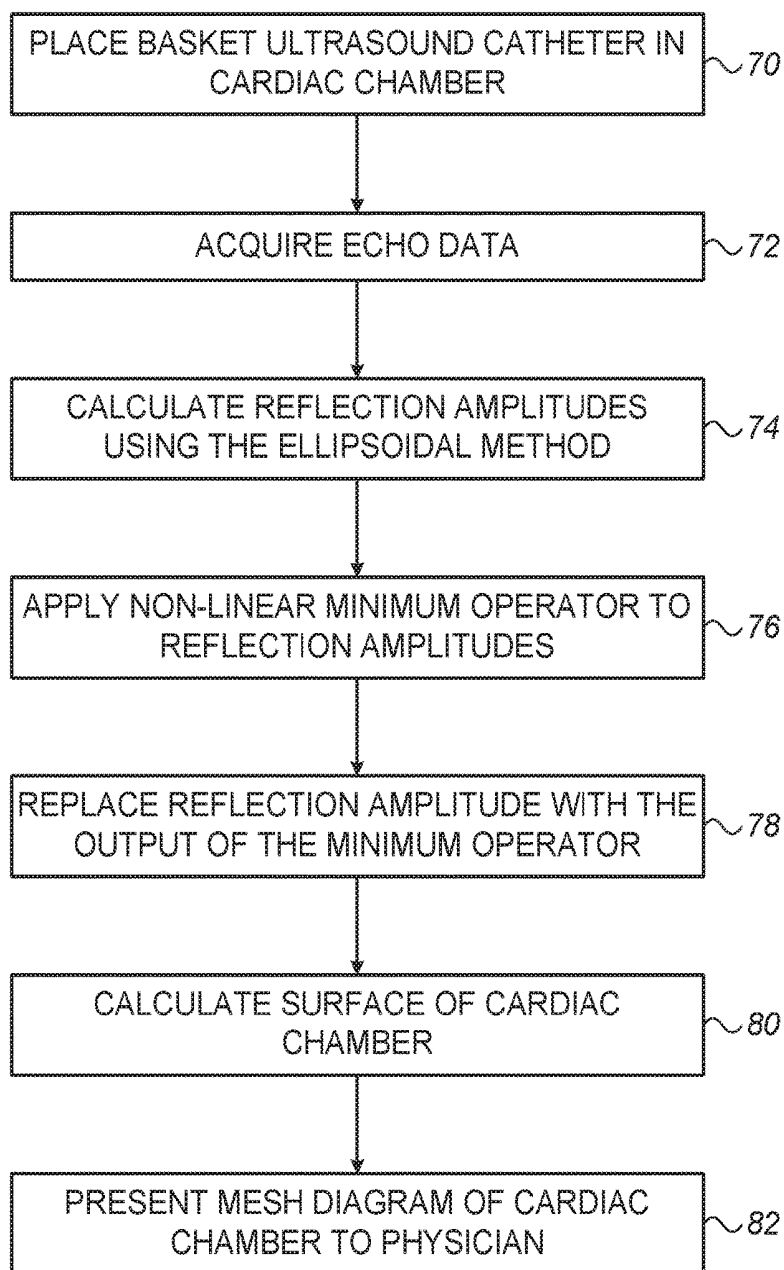 PLACE BASKET ULTRASOUND CATHETER IN
CARDIAC CHAMBER
70
ACQUIRE ECHO DATA
72
CALCULATE REFLECTION AMPLITUDES
USING THE ELLIPSOIDAL METHOD
74
APPLY NON-LINEAR MINIMUM OPERATOR TO
REFLECTION AMPLITUDES
76
REPLACE REFLECTION AMPLITUDE WITH THE
OUTPUT OF THE MINIMUM OPERATOR
78
CALCULATE SURFACE OF CARDIAC
CHAMBER
80
PRESENT MESH DIAGRAM OF CARDIAC
CHAMBER TO PHYSICIAN
82